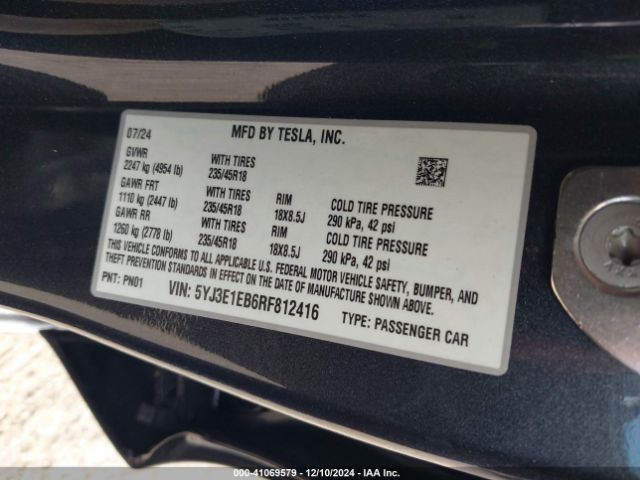 07/24 MFD BY TESLA, INC.
GVWR
2247 kg (4954 lb) WITH TIRES
235/45R18
GAWR FRT
1110 kg (2447 lb) WITH TIRES RIM COLD TIRE PRESSURE
235/45R18 18X8.5J 290 kPa, 42 psi
GAWR RR
1260 kg (2778 lb) WITH TIRES RIM COLD TIRE PRESSURE
235/45R18 18X8.5J 290 kPa, 42 psi
THIS VEHICLE CONFORMS TO ALL APPLICABLE U.S. FEDERAL MOTOR VEHICLE SAFETY, BUMPER, AND
THEFT PREVENTION STANDARDS IN EFFECT ON THE DATE OF MANUFACTURE SHOWN ABOVE.
PNT: PN01 VIN: 5YJ3E1EB6RF812416 TYPE: PASSENGER CAR
000-41069579 - 12/10/2024 - IAA Inc.